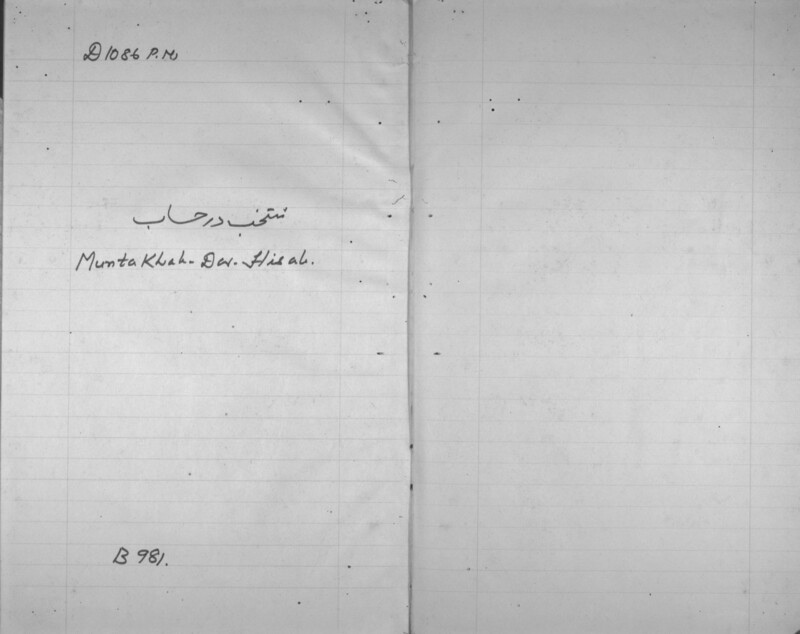 D1086 P.M
منتخب در حساب
Muntakhab- Dar- Hisab.
B 981.